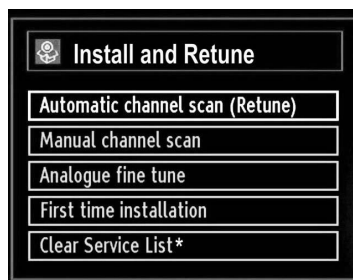 Install and Retune
Automatic channel scan (Retune)
Manual channel scan
Analogue fine tune
First time installation
Clear Service List*